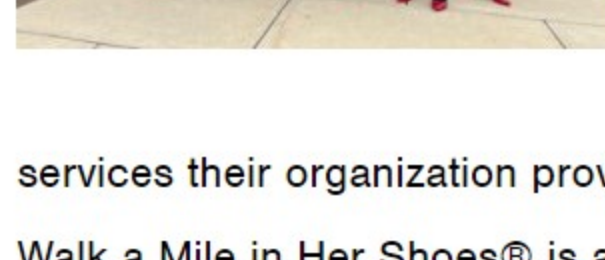 services their organization prov
Walk a Mile in Her Shoes® is a